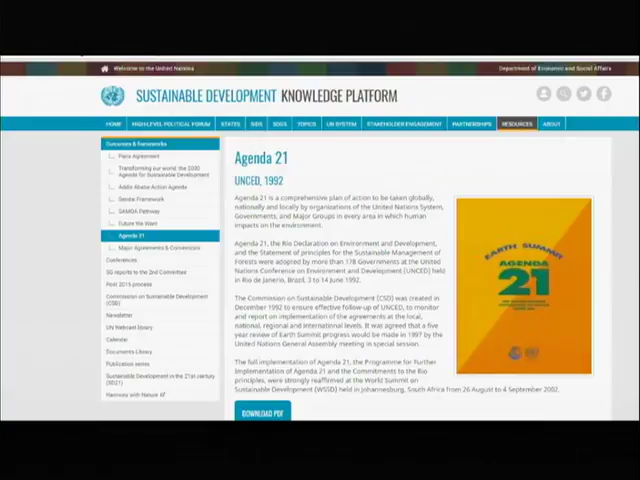 Welcome to the United Nations
Department of Economic and Social Affairs
SUSTAINABLE DEVELOPMENT KNOWLEDGE PLATFORM
HOME HIGH-LEVEL POLITICAL FORUM STATES SIDS SDGS TOPICS UN SYSTEM STAKEHOLDER ENGAGEMENT PARTNERSHIPS RESOURCES ABOUT
Outcomes & frameworks
Paris Agreement
Transforming our world: the 2030
Agenda for Sustainable Development
Addis Ababa Action Agenda
Sendai Framework
SAMOA Pathway
Future We Want
Agenda 21
Major Agreements & Conventions
Conferences
SG reports to the 2nd Committee
Post 2015 process
Commission on Sustainable Development
(CSD)
Newsletter
UN Webcast library
Calendar
Documents Library
Publication series
Sustainable Development in the 21st century
(SD21)
Harmony with Nature
Agenda 21
UNCED, 1992
Agenda 21 is a comprehensive plan of action to be taken globally,
nationally and locally by organizations of the United Nations System,
Governments, and Major Groups in every area in which human
impacts on the environment.
Agenda 21, the Rio Declaration on Environment and Development,
and the Statement of principles for the Sustainable Management of
Forests were adopted by more than 178 Governments at the United
Nations Conference on Environment and Development (UNCED) held
in Rio de Janeiro, Brazil, 3 to 14 June 1992.
The Commission on Sustainable Development (CSD) was created in
December 1992 to ensure effective follow-up of UNCED, to monitor
and report on implementation of the agreements at the local,
national, regional and international levels. It was agreed that a five
year review of Earth Summit progress would be made in 1997 by the
United Nations General Assembly meeting in special session.
The full implementation of Agenda 21, the Programme for Further
Implementation of Agenda 21 and the Commitments to the Rio
principles, were strongly reaffirmed at the World Summit on
Sustainable Development (WSSD) held in Johannesburg, South Africa from 26 August to 4 September 2002.
DOWNLOAD PDF
EARTH SUMMIT
AGENDA
21